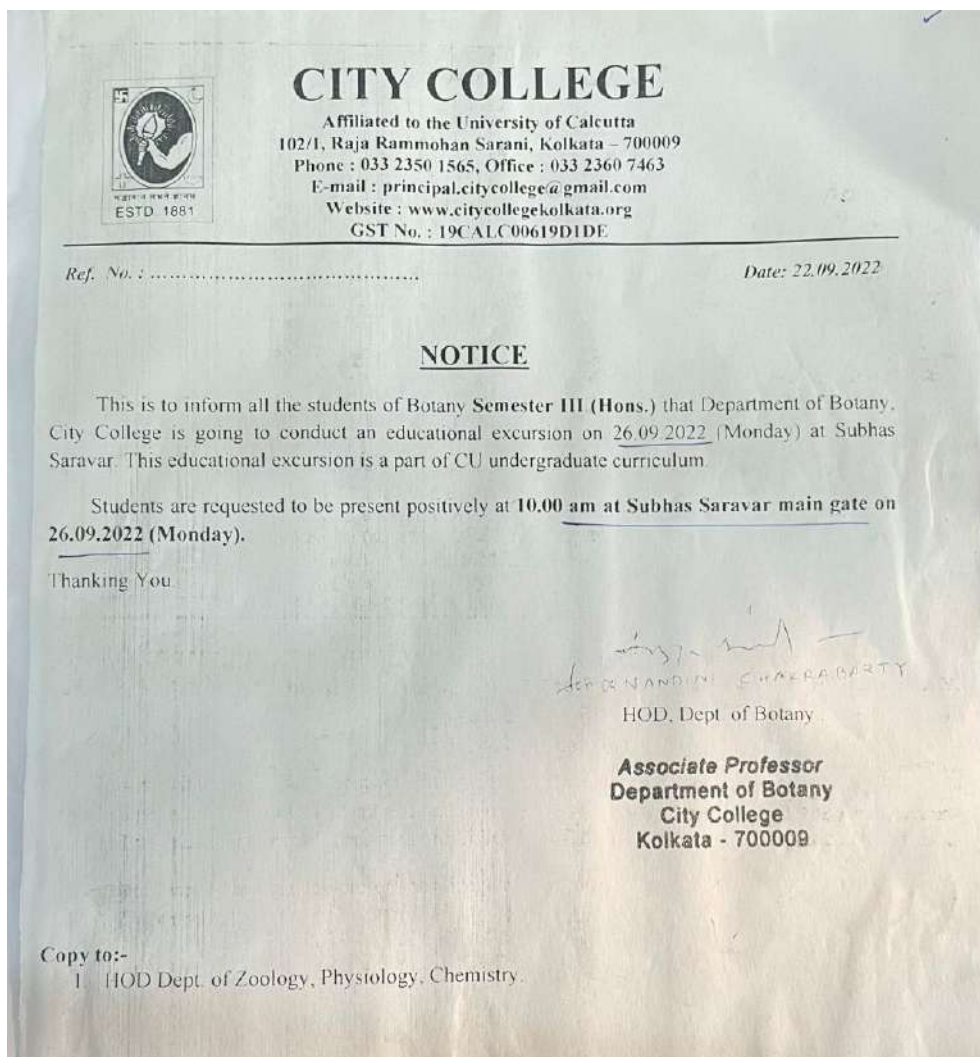 CITY COLLEGE
Affiliated to the University of Calcutta
102/1, Raja Rammohan Sarani, Kolkata – 700009
Phone : 033 2350 1565, Office : 033 2360 7463
E-mail : principal.citycollege@gmail.com
Website : www.citycollegekolkata.org
GST No. : 19CALC00619D1DE
ESTD 1881
Ref. No. : ..............................................
Date: 22.09.2022
NOTICE
This is to inform all the students of Botany Semester III (Hons.) that Department of Botany,
City College is going to conduct an educational excursion on 26.09.2022 (Monday) at Subhas
Saravar. This educational excursion is a part of CU undergraduate curriculum.
Students are requested to be present positively at 10.00 am at Subhas Saravar main gate on
26.09.2022 (Monday).
Thanking You
NANDINI CHAKRABARTY
HOD, Dept. of Botany
Associate Professor
Department of Botany
City College
Kolkata - 700009
Copy to:-
1. HOD Dept. of Zoology, Physiology, Chemistry.